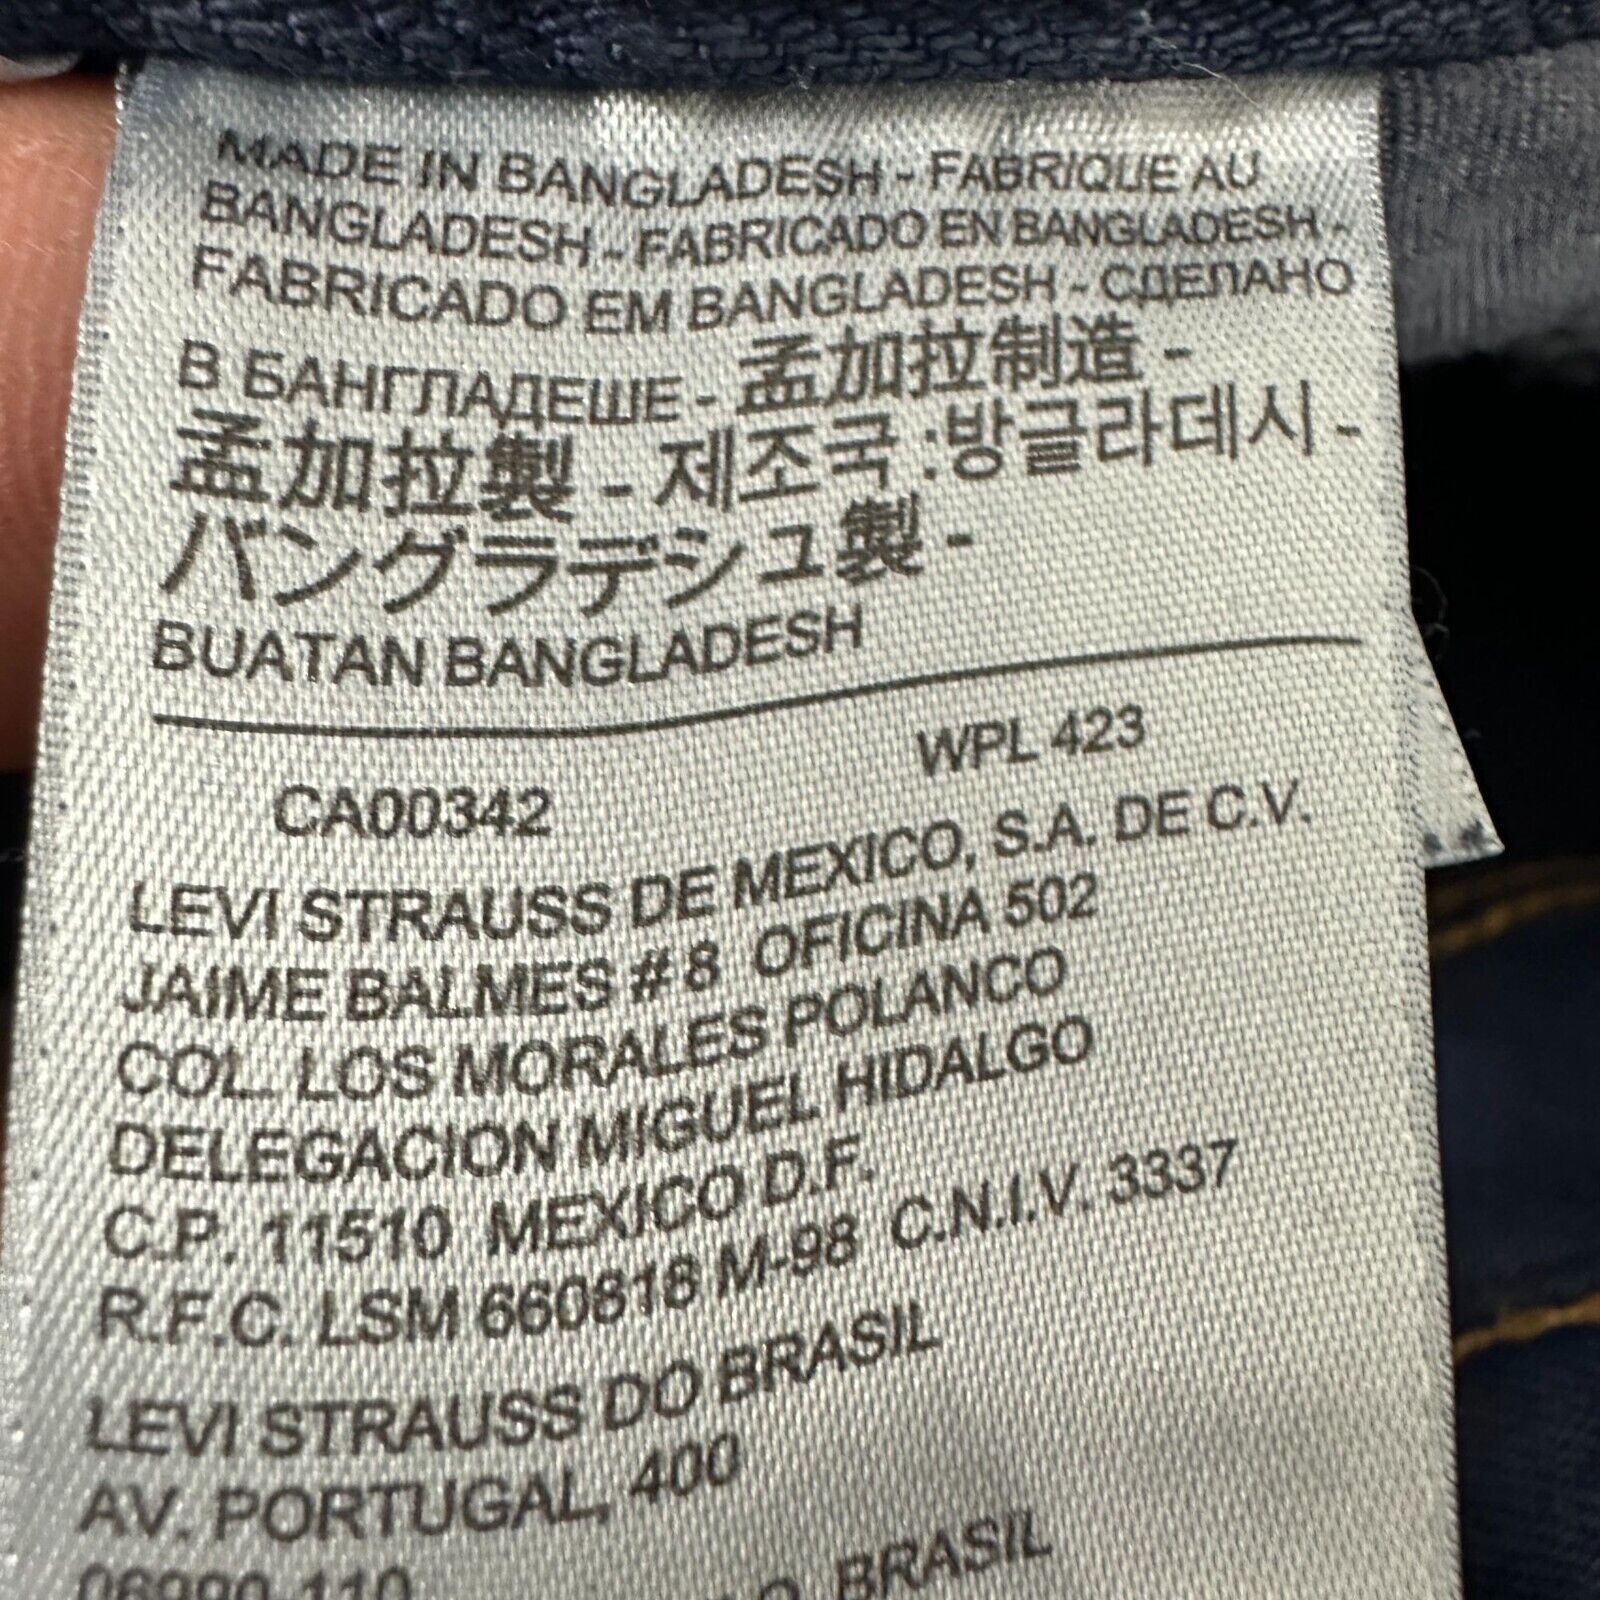 MADE IN BANGLADESH - FABRIQUE AU
BANGLADESH - FABRICADO EN BANGLADESH -
FABRICADO EM BANGLADESH - СДЕЛАНО
В БАНГЛАДЕШЕ - 孟加拉制造 -
孟加拉製 - 제조국 :방글라데시 -
バングラデシュ製 -
BUATAN BANGLADESH
CA00342 WPL 423
LEVI STRAUSS DE MEXICO, S.A. DE C.V.
JAIME BALMES #8 OFICINA 502
COL. LOS MORALES POLANCO
DELEGACION MIGUEL HIDALGO
C.P. 11510 MEXICO D.F.
R.F.C. LSM 660818 M-98 C.N.I.V. 3337
LEVI STRAUSS DO BRASIL
AV. PORTUGAL, 400
BRASIL